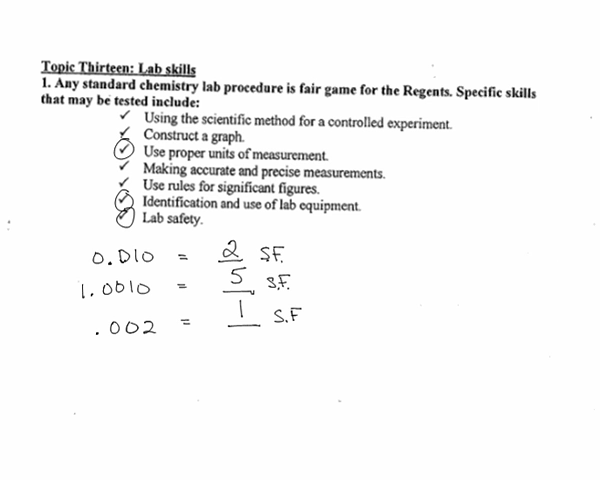 Topic Thirteen: Lab skills
1. Any standard chemistry lab procedure is fair game for the Regents. Specific skills
that may be tested include:
✓ Using the scientific method for a controlled experiment.
✓ Construct a graph.
✓ Use proper units of measurement.
✓ Making accurate and precise measurements.
✓ Use rules for significant figures.
✓ Identification and use of lab equipment.
✓ Lab safety.
0.010 = 2 SF.
1.0010 = 5 S.F.
.002 = 1 S.F